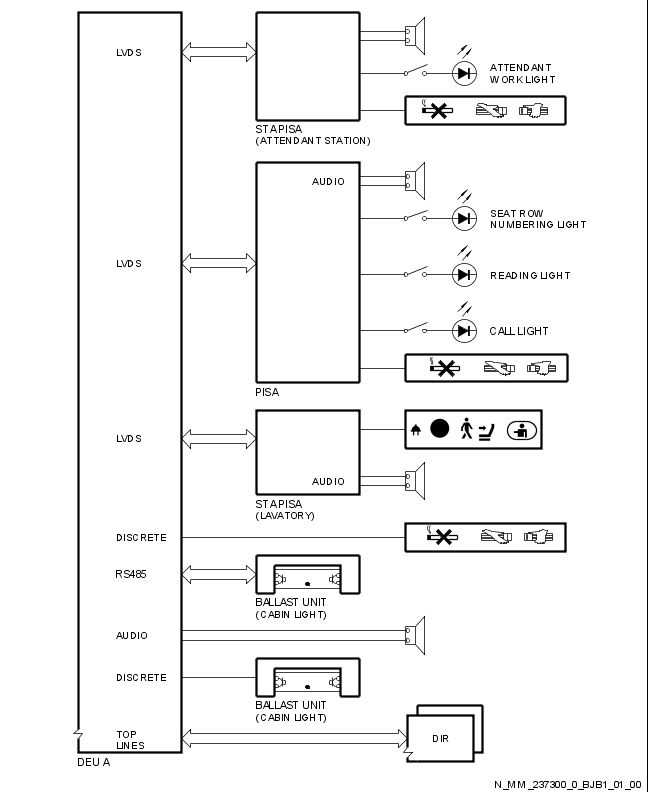 LVDS
ATTENDANT
WORK LIGHT
STAPISA
(ATTENDANT STATION)
AUDIO
SEAT ROW
NUMBERING LIGHT
LVDS
READING LIGHT
CALL LIGHT
PISA
LVDS
AUDIO
STAPISA
(LAVATORY)
DISCRETE
RS485
BALLAST UNIT
(CABIN LIGHT)
AUDIO
DISCRETE
BALLAST UNIT
(CABIN LIGHT)
TOP
LINES
DIR
DEU A
N_MM_237300_0_BJB1_01_00